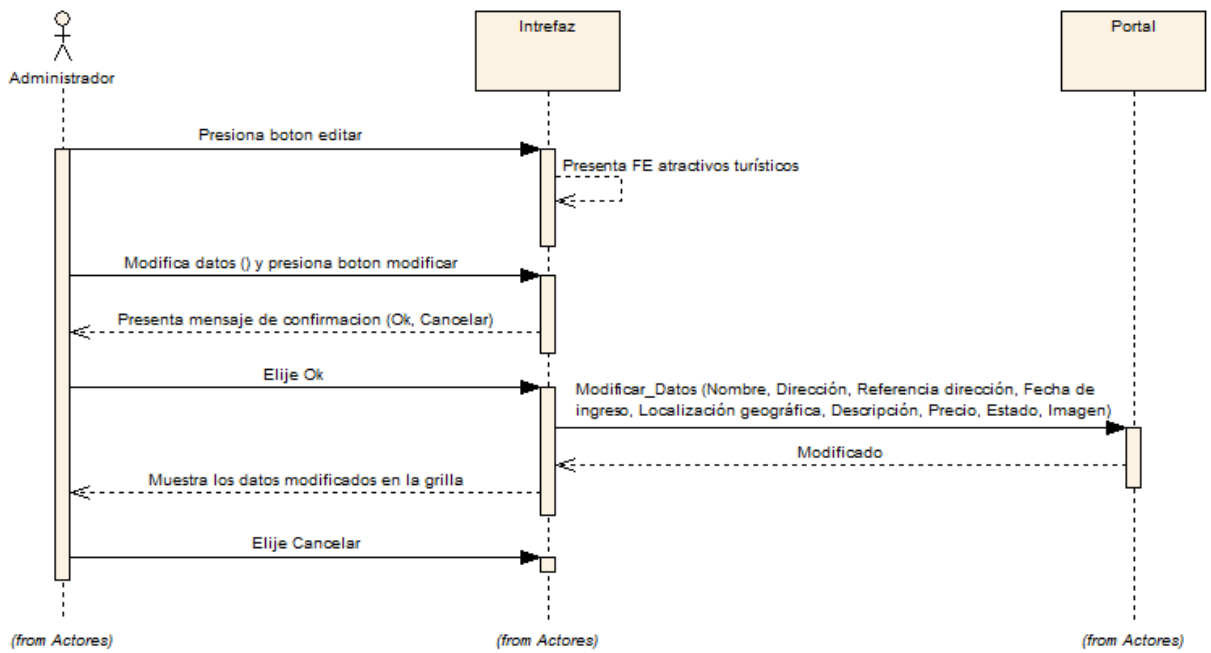 Intrefaz
Portal
Administrador
Presiona boton editar
Presenta FE atractivos turísticos
Modifica datos () y presiona boton modificar
Presenta mensaje de confirmacion (Ok, Cancelar)
Elije Ok
Modificar_Datos (Nombre, Dirección, Referencia dirección, Fecha de
ingreso, Localización geográfica, Descripción, Precio, Estado, Imagen)
Modificado
Muestra los datos modificados en la grilla
Elije Cancelar
(from Actores)
(from Actores)
(from Actores)